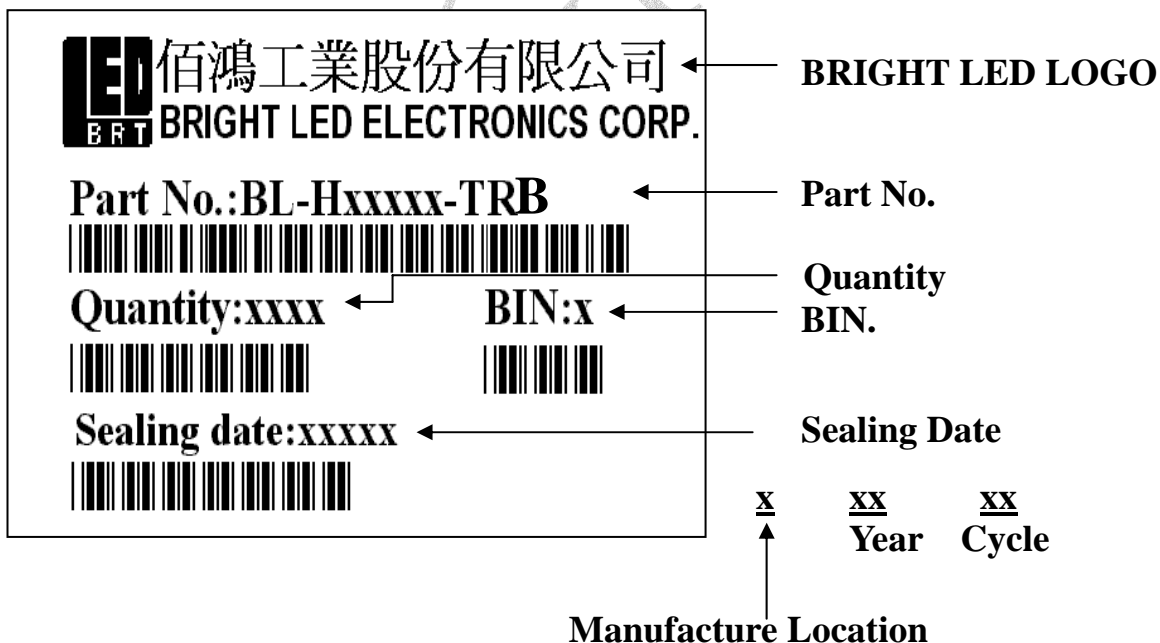 佰鴻工業股份有限公司
BRT BRIGHT LED ELECTRONICS CORP.
BRIGHT LED LOGO
Part No.:BL-Hxxxxx-TRB
Part No.
Quantity:xxxx
BIN:x
Quantity
BIN.
Sealing date:xxxxx
Sealing Date
x xx xx
Year Cycle
Manufacture Location
LED